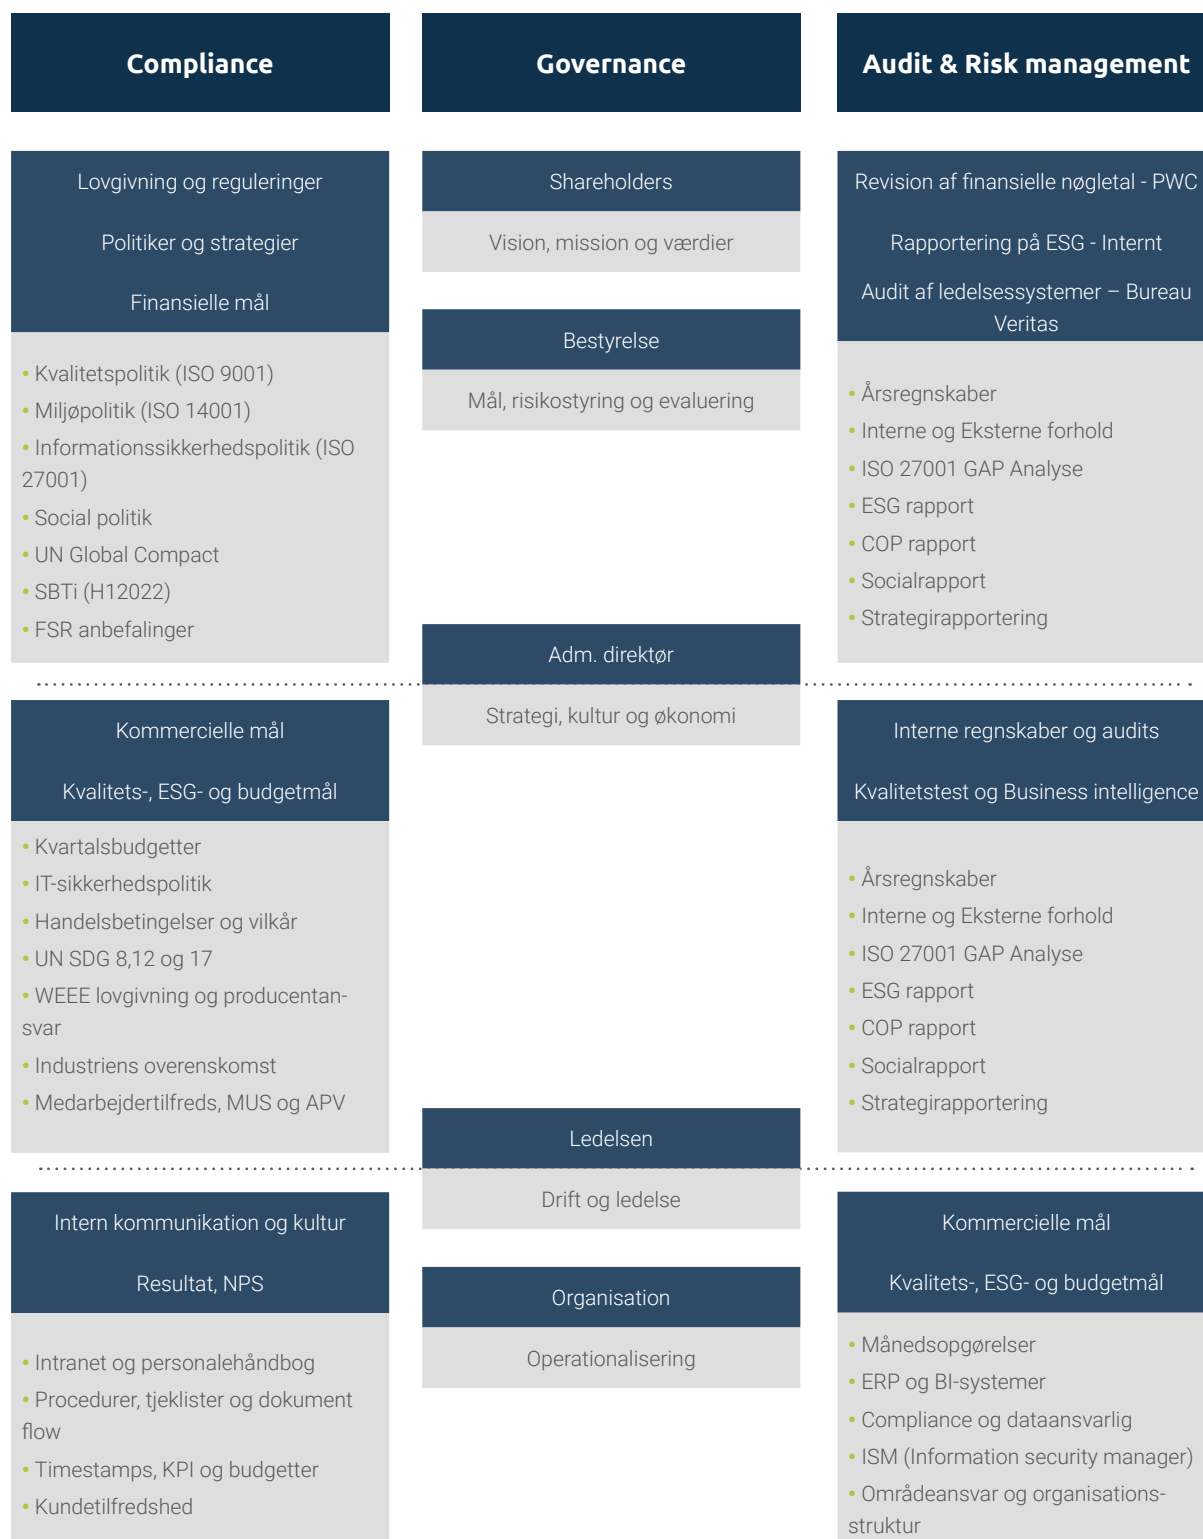 Compliance
Lovgivning og reguleringer
Politiker og strategier
Finansielle mål
• Kvalitetspolitik (ISO 9001)
• Miljøpolitik (ISO 14001)
• Informationssikkerhedspolitik (ISO
27001)
• Social politik
• UN Global Compact
• SBTi (H12022)
• FSR anbefalinger
Kommercielle mål
Kvalitets-, ESG- og budgetmål
• Kvartalsbudgetter
• IT-sikkerhedspolitik
• Handelsbetingelser og vilkår
• UN SDG 8,12 og 17
• WEEE lovgivning og producentan-
svar
• Industriens overenskomst
• Medarbejdertilfreds, MUS og APV
Intern kommunikation og kultur
Resultat, NPS
• Intranet og personalehåndbog
• Procedurer, tjeklister og dokument
flow
• Timestamps, KPI og budgetter
• Kundetilfredshed
Governance
Shareholders
Vision, mission og værdier
Bestyrelse
Mål, risikostyring og evaluering
Adm. direktør
Strategi, kultur og økonomi
Ledelsen
Drift og ledelse
Organisation
Operationalisering
Audit & Risk management
Revision af finansielle nøgletal - PWC
Rapportering på ESG - Internt
Audit af ledelsessystemer – Bureau
Veritas
• Årsregnskaber
• Interne og Eksterne forhold
• ISO 27001 GAP Analyse
• ESG rapport
• COP rapport
• Socialrapport
• Strategirapportering
Interne regnskaber og audits
Kvalitetstest og Business intelligence
• Årsregnskaber
• Interne og Eksterne forhold
• ISO 27001 GAP Analyse
• ESG rapport
• COP rapport
• Socialrapport
• Strategirapportering
Kommercielle mål
Kvalitets-, ESG- og budgetmål
• Månedsopgørelser
• ERP og BI-systemer
• Compliance og dataansvarlig
• ISM (Information security manager)
• Områdeansvar og organisations-
struktur